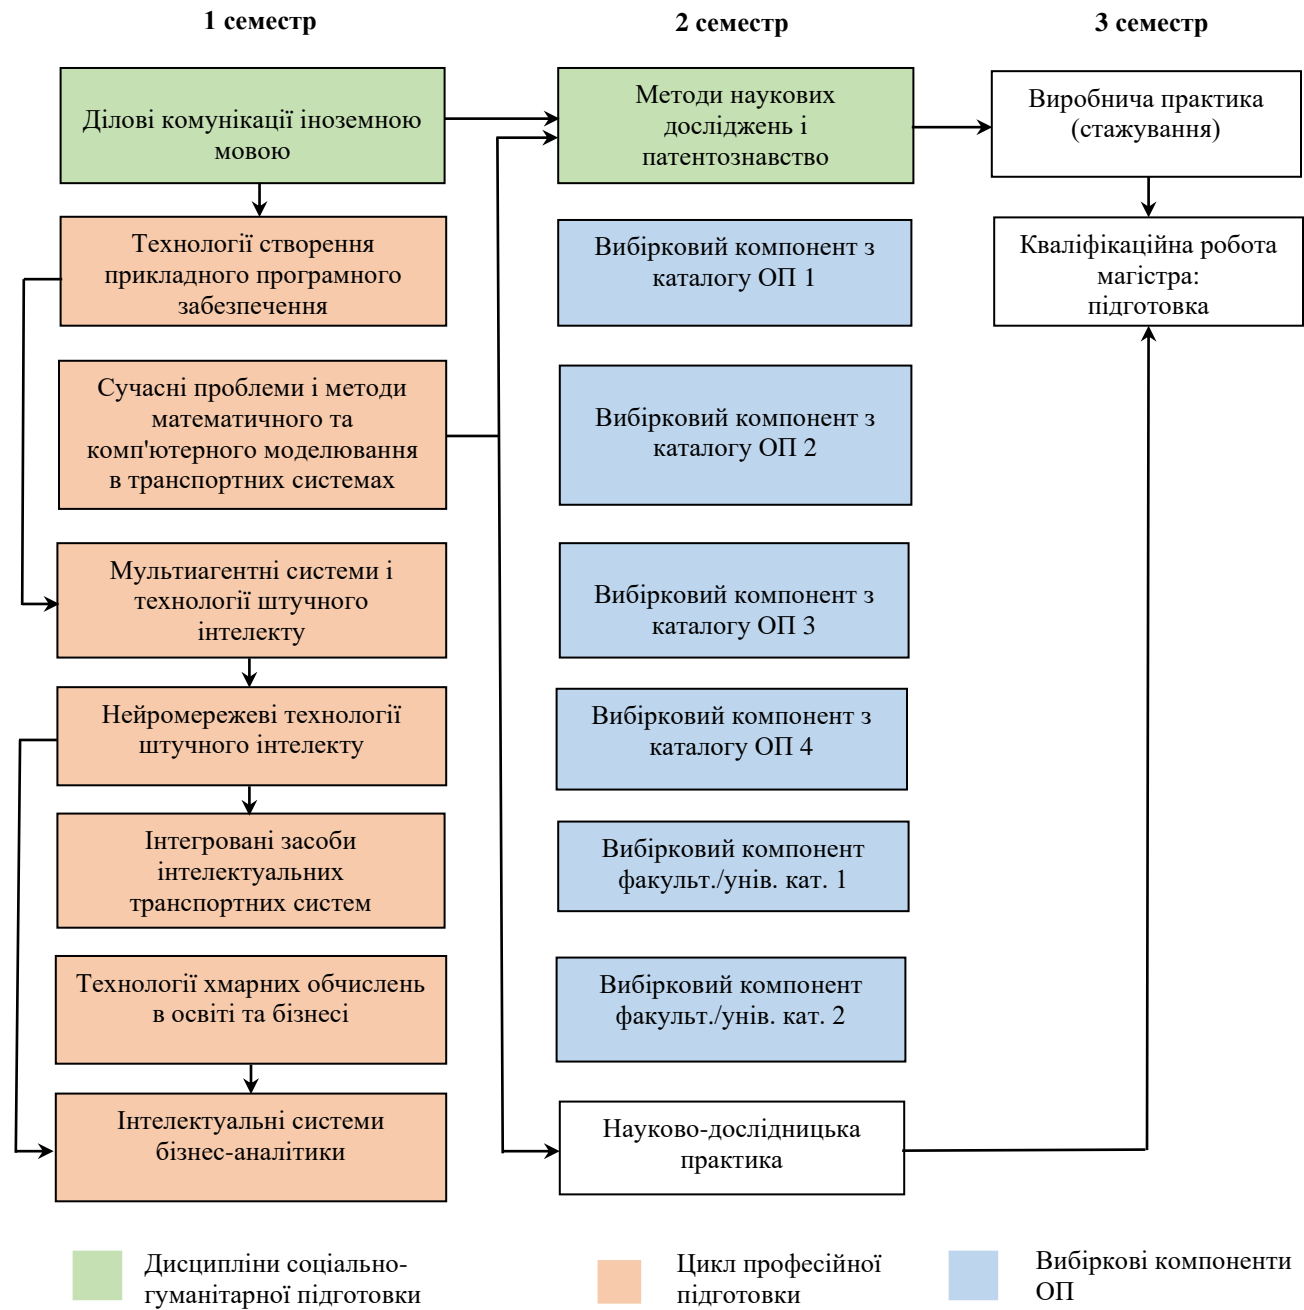 1 семестр
2 семестр
3 семестр
Ділові комунікації іноземною
мовою
Технології створення
прикладного програмного
забезпечення
Сучасні проблеми і методи
математичного та
комп'ютерного моделювання
в транспортних системах
Мультиагентні системи і
технології штучного
інтелекту
Нейромережеві технології
штучного інтелекту
Інтегровані засоби
інтелектуальних
транспортних систем
Технології хмарних обчислень
в освіті та бізнесі
Інтелектуальні системи
бізнес-аналітики
Методи наукових
досліджень і
патентознавство
Вибірковий компонент з
каталогу ОП 1
Вибірковий компонент з
каталогу ОП 2
Вибірковий компонент з
каталогу ОП 3
Вибірковий компонент з
каталогу ОП 4
Вибірковий компонент
факульт./унів. кат. 1
Вибірковий компонент
факульт./унів. кат. 2
Науково-дослідницька
практика
Виробнича практика
(стажування)
Кваліфікаційна робота
магістра:
підготовка
Дисципліни соціально-
гуманітарної підготовки
Цикл професійної
підготовки
Вибіркові компоненти
ОП